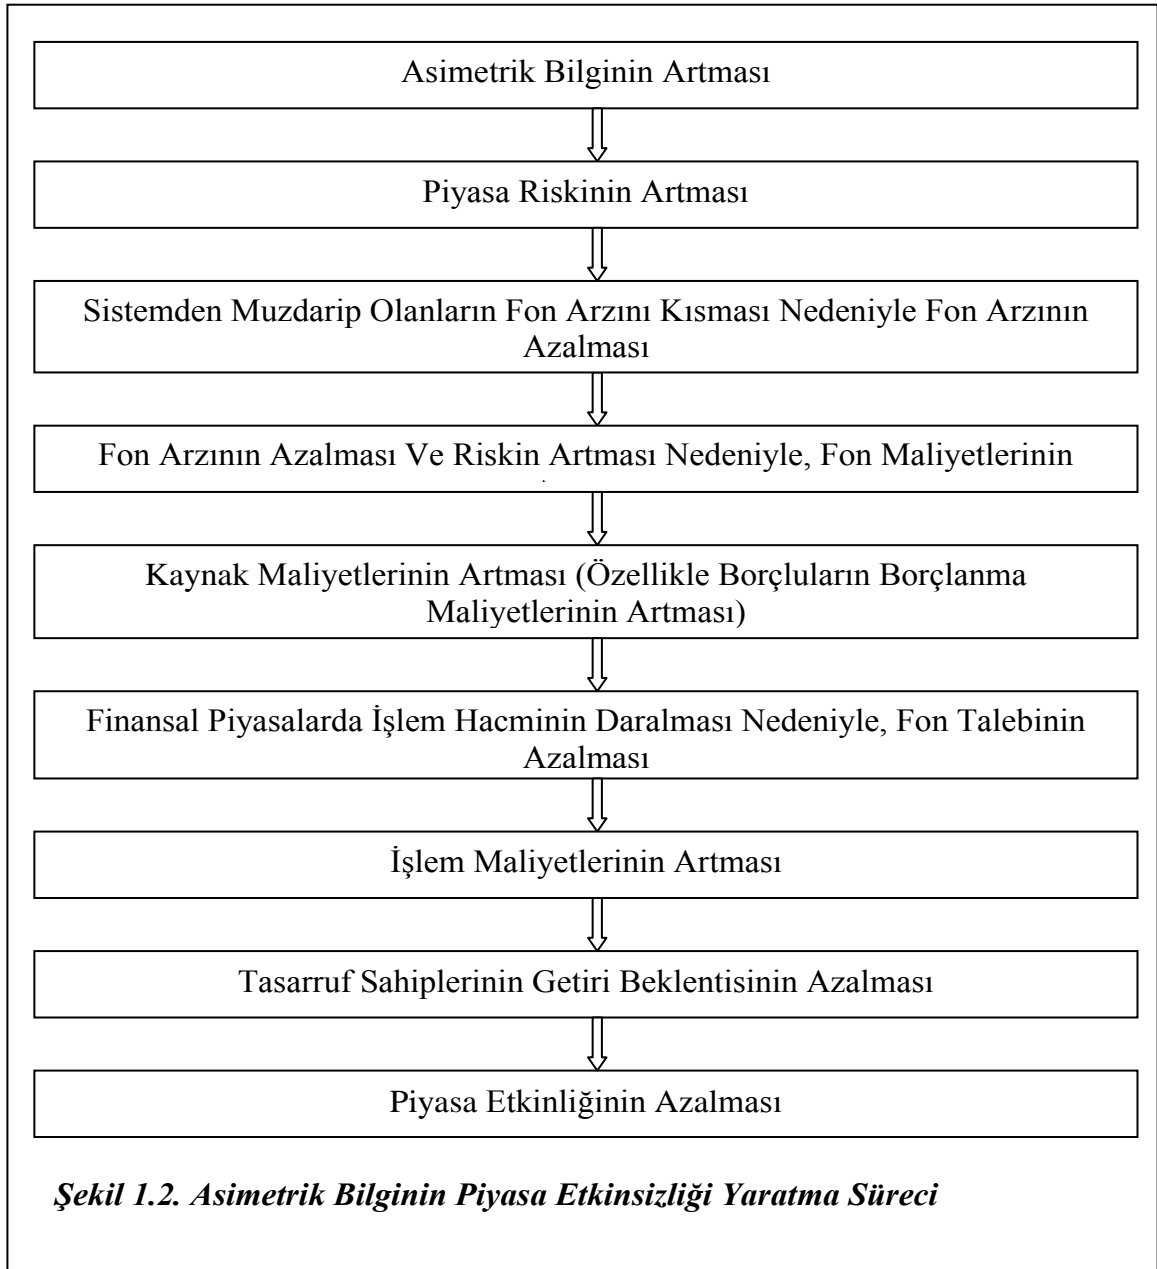 Asimetrik Bilginin Artması
Piyasa Riskinin Artması
Sistemden Muzdarip Olanların Fon Arzını Kısması Nedeniyle Fon Arzının
Azalması
Fon Arzının Azalması Ve Riskin Artması Nedeniyle, Fon Maliyetlerinin
Kaynak Maliyetlerinin Artması (Özellikle Borçluların Borçlanma
Maliyetlerinin Artması)
Finansal Piyasalarda İşlem Hacminin Daralması Nedeniyle, Fon Talebinin
Azalması
İşlem Maliyetlerinin Artması
Tasarruf Sahiplerinin Getiri Beklentisinin Azalması
Piyasa Etkinliğinin Azalması
Şekil 1.2. Asimetrik Bilginin Piyasa Etkinsizliği Yaratma Süreci